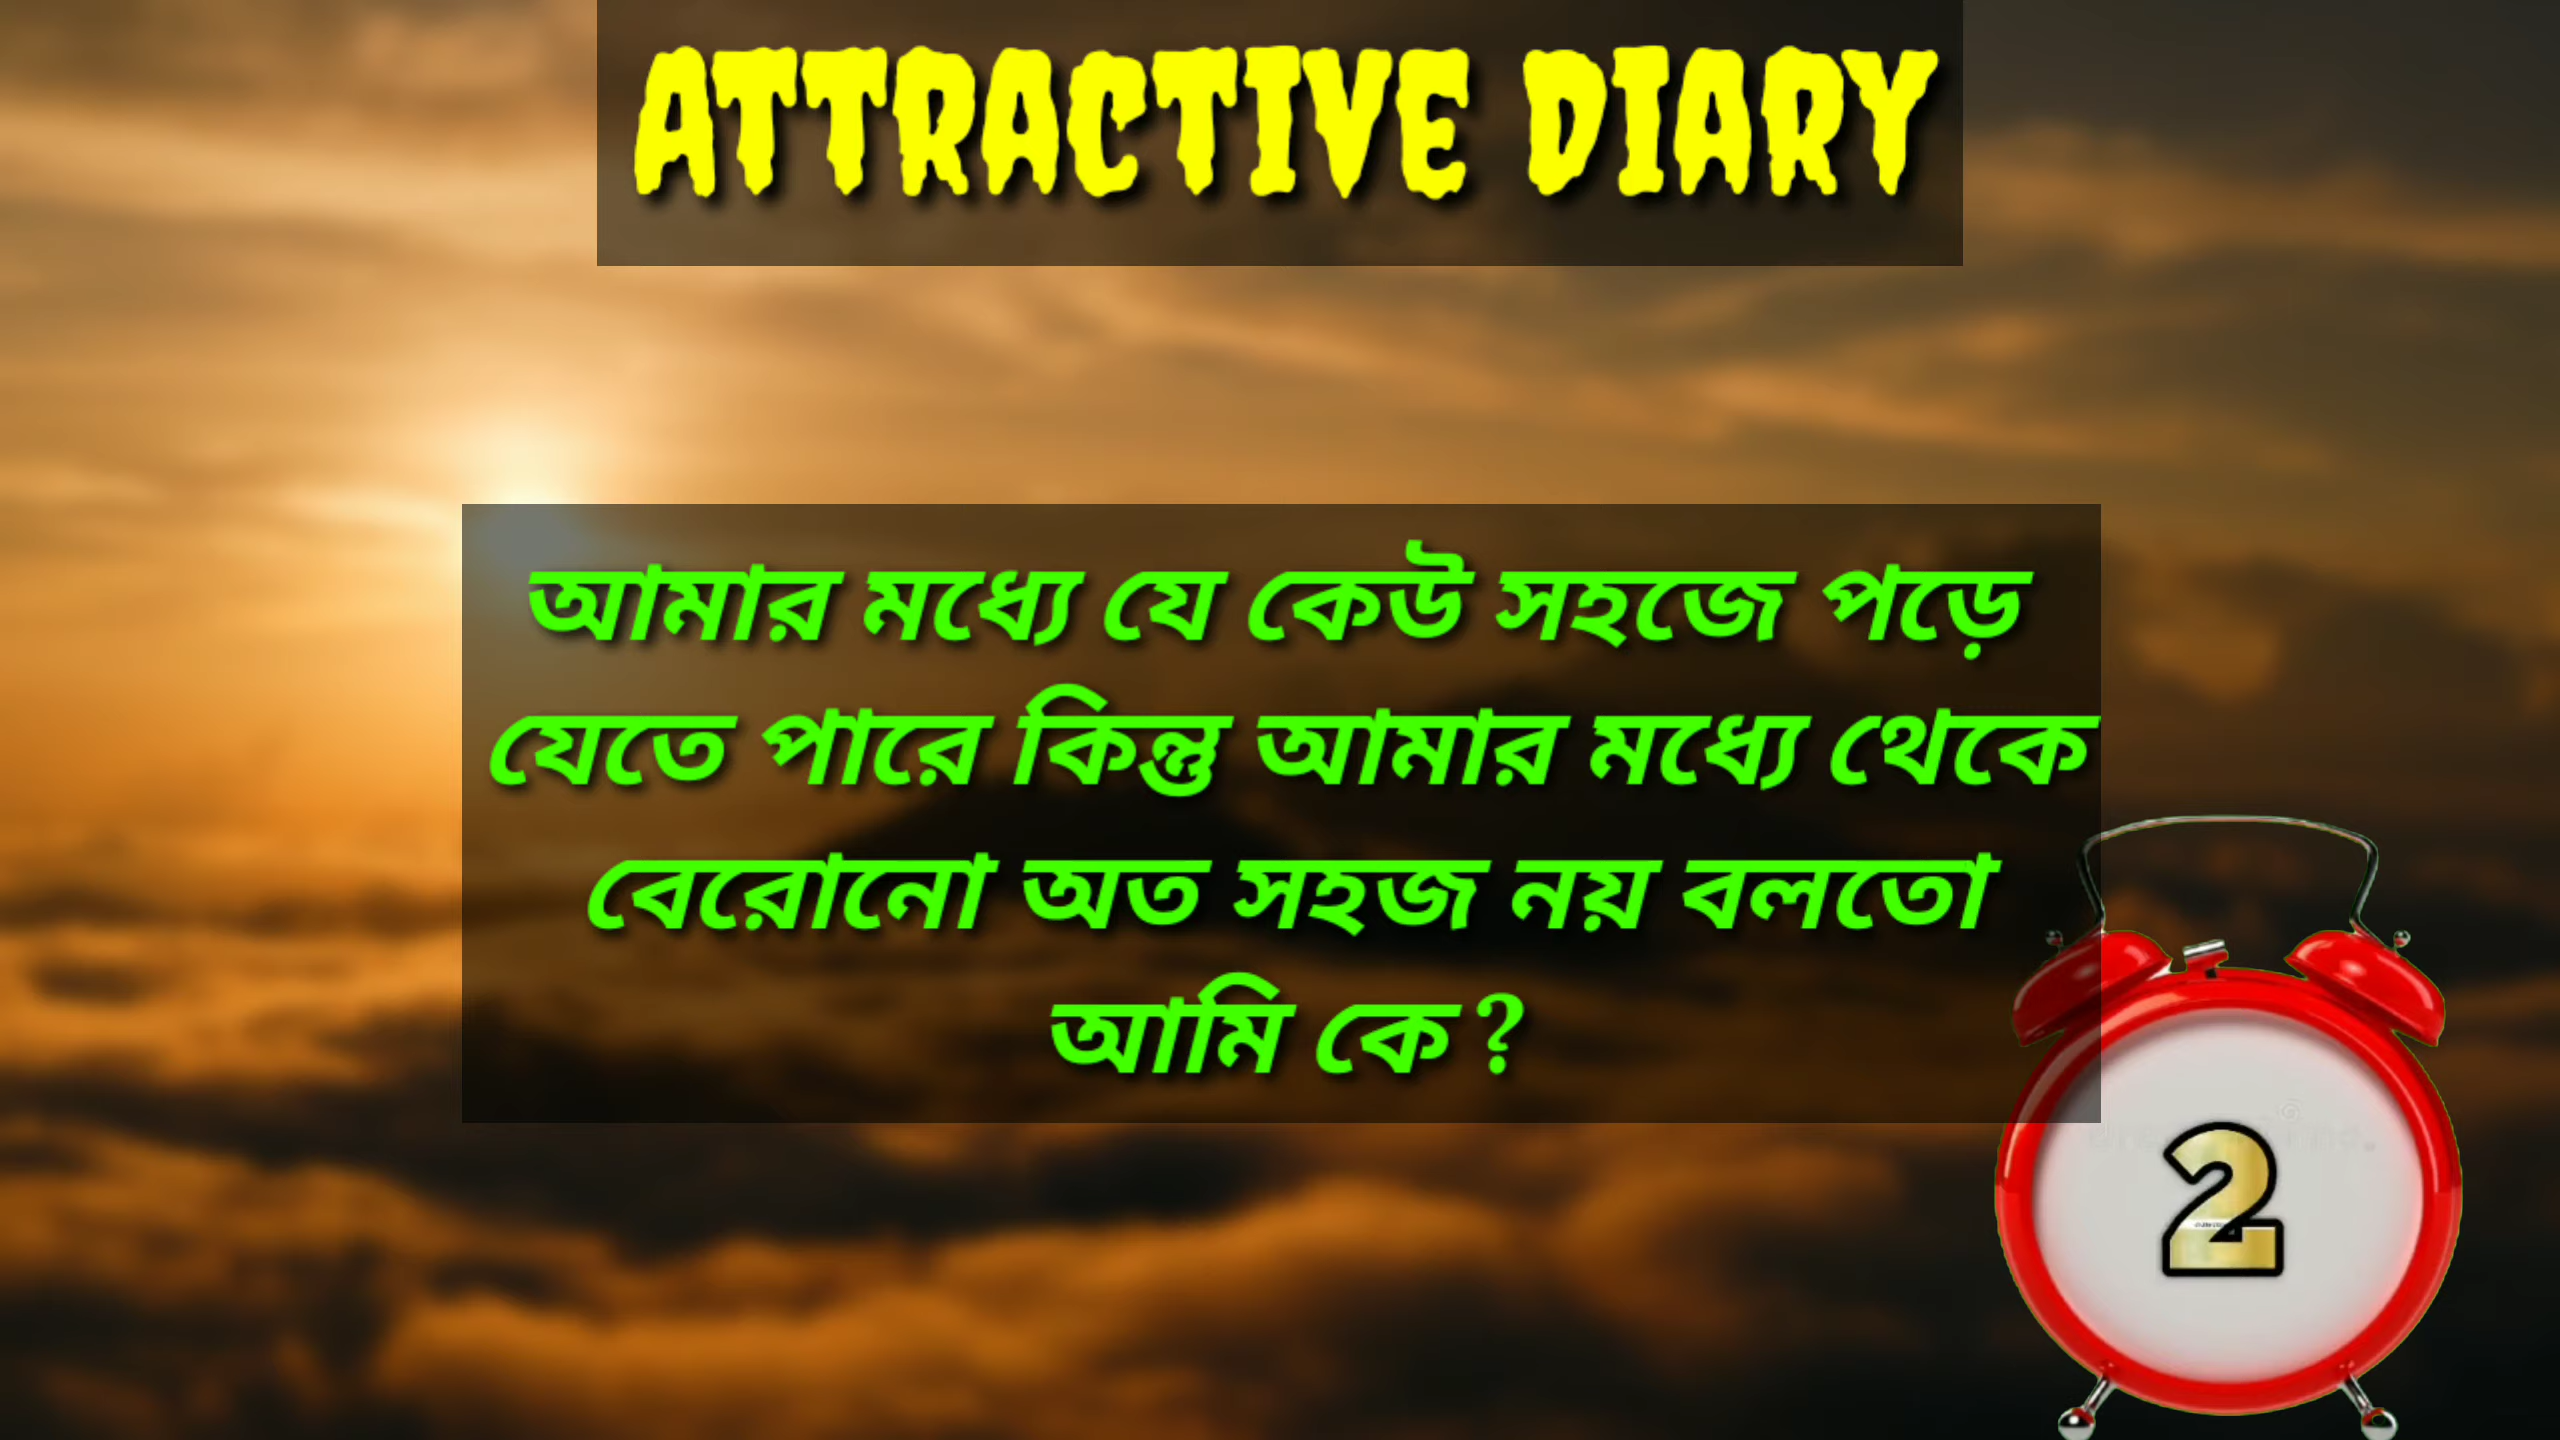 ATTRACTIVE DIARY
আমার মধ্যে যে কেউ সহজে পড়ে
যেতে পারে কিন্তু আমার মধ্যে থেকে
বেরোনো অত সহজ নয় বলতো
আমি কে ?
2